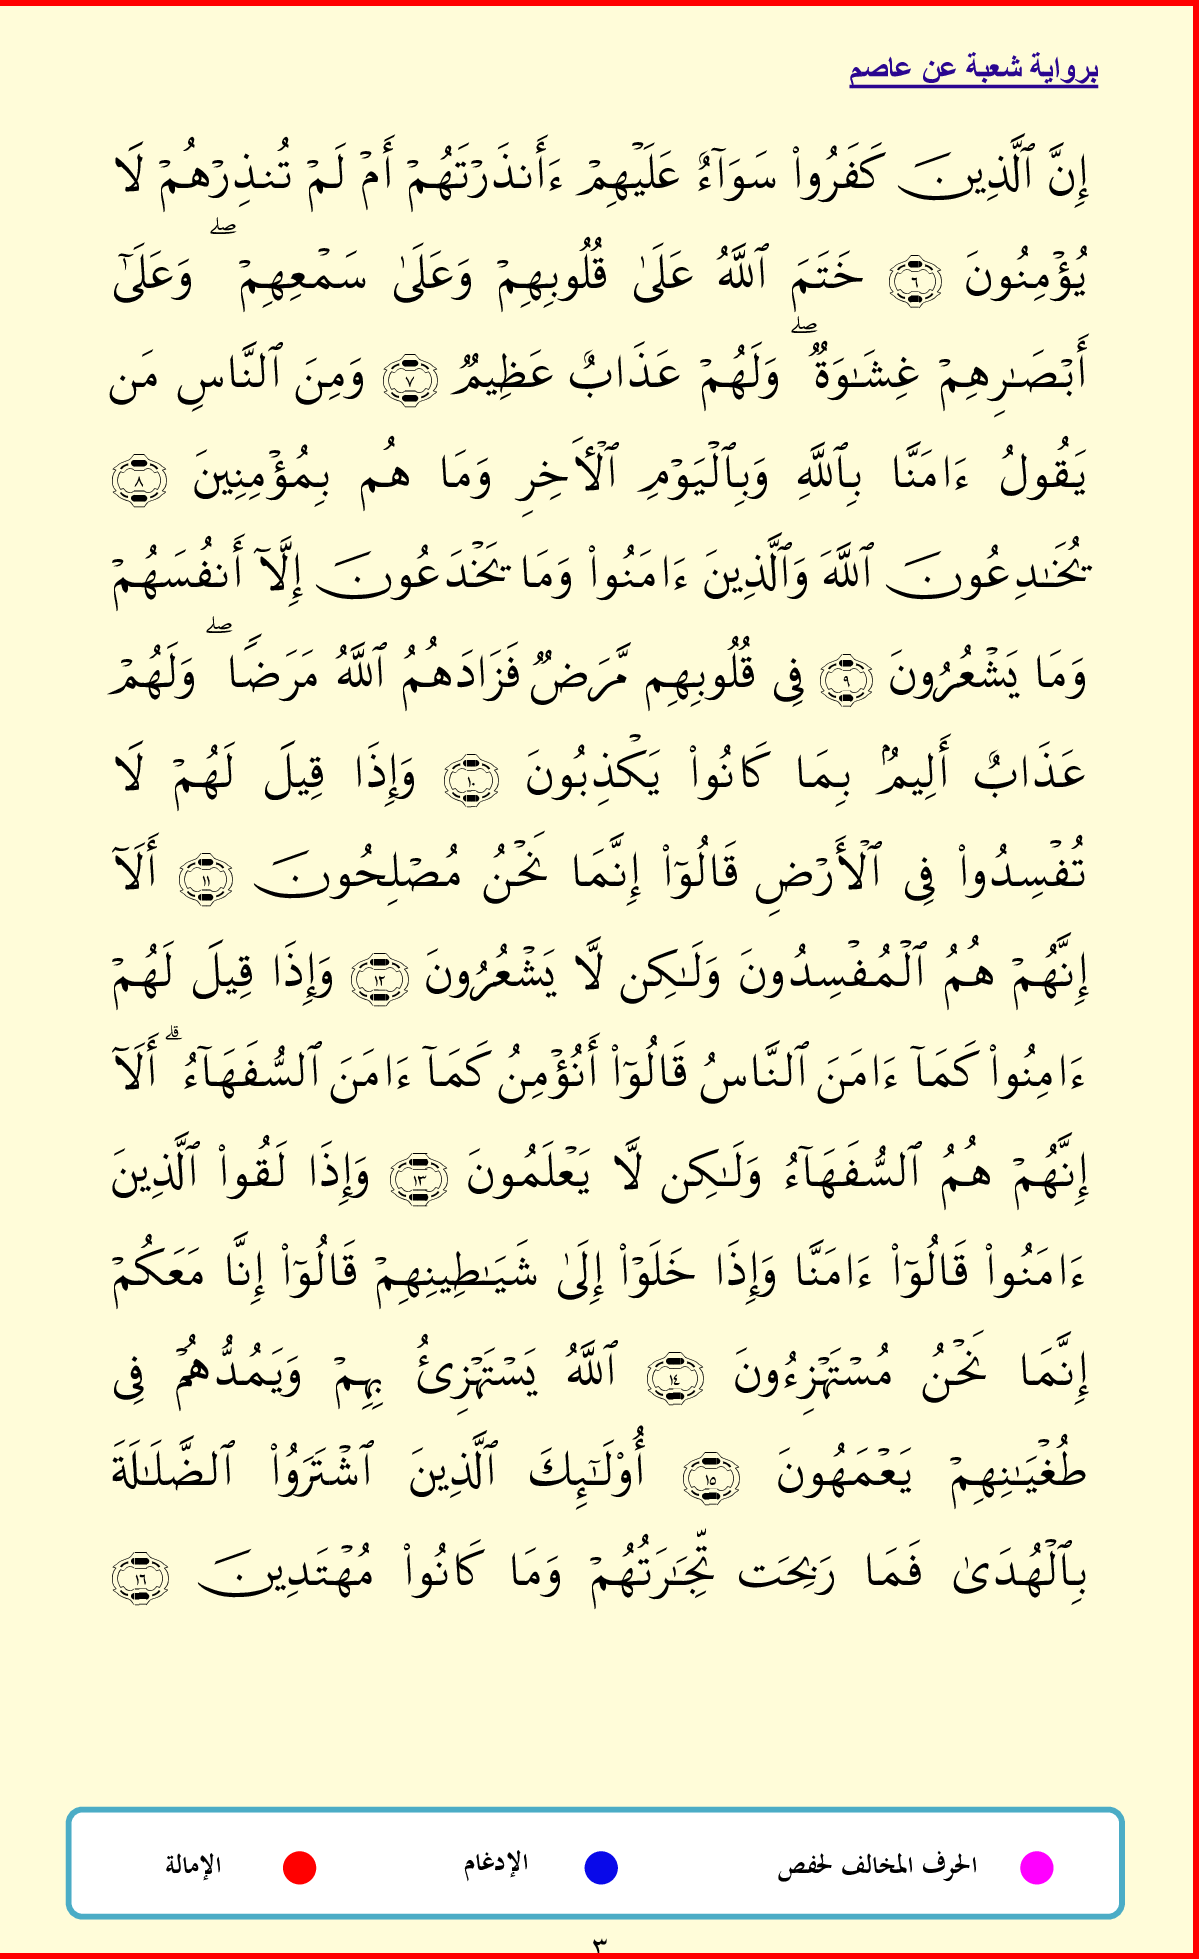 برواية شعبة عن عاصم
إِنَّ ٱلَّذِينَ كَفَرُوا۟ سَوَآءٌ عَلَيْهِمْ ءَأَنذَرْتَهُمْ أَمْ لَمْ تُنذِرْهُمْ لَا
يُؤْمِنُونَ ٦ خَتَمَ ٱللَّهُ عَلَىٰ قُلُوبِهِمْ وَعَلَىٰ سَمْعِهِمْ ۖ وَعَلَىٰٓ
أَبْصَـٰرِهِمْ غِشَـٰوَةٌ ۖ وَلَهُمْ عَذَابٌ عَظِيمٌ ٧ وَمِنَ ٱلنَّاسِ مَن
يَقُولُ ءَامَنَّا بِٱللَّهِ وَبِٱلْيَوْمِ ٱلْـَٔاخِرِ وَمَا هُم بِمُؤْمِنِينَ ٨
يُخَـٰدِعُونَ ٱللَّهَ وَٱلَّذِينَ ءَامَنُوا۟ وَمَا يَخْدَعُونَ إِلَّآ أَنفُسَهُمْ
وَمَا يَشْعُرُونَ ٩ فِى قُلُوبِهِم مَّرَضٌ فَزَادَهُمُ ٱللَّهُ مَرَضًا ۖ وَلَهُمْ
عَذَابٌ أَلِيمٌۢ بِمَا كَانُوا۟ يَكْذِبُونَ ١٠ وَإِذَا قِيلَ لَهُمْ لَا
تُفْسِدُوا۟ فِى ٱلْأَرْضِ قَالُوٓا۟ إِنَّمَا نَحْنُ مُصْلِحُونَ ١١ أَلَآ
إِنَّهُمْ هُمُ ٱلْمُفْسِدُونَ وَلَـٰكِن لَّا يَشْعُرُونَ ١٢ وَإِذَا قِيلَ لَهُمْ
ءَامِنُوا۟ كَمَآ ءَامَنَ ٱلنَّاسُ قَالُوٓا۟ أَنُؤْمِنُ كَمَآ ءَامَنَ ٱلسُّفَهَآءُ ۗ أَلَآ
إِنَّهُمْ هُمُ ٱلسُّفَهَآءُ وَلَـٰكِن لَّا يَعْلَمُونَ ١٣ وَإِذَا لَقُوا۟ ٱلَّذِينَ
ءَامَنُوا۟ قَالُوٓا۟ ءَامَنَّا وَإِذَا خَلَوْا۟ إِلَىٰ شَيَـٰطِينِهِمْ قَالُوٓا۟ إِنَّا مَعَكُمْ
إِنَّمَا نَحْنُ مُسْتَهْزِءُونَ ١٤ ٱللَّهُ يَسْتَهْزِئُ بِهِمْ وَيَمُدُّهُمْ فِى
طُغْيَـٰنِهِمْ يَعْمَهُونَ ١٥ أُو۟لَـٰٓئِكَ ٱلَّذِينَ ٱشْتَرَوُا۟ ٱلضَّلَـٰلَةَ
بِٱلْهُدَىٰ فَمَا رَبِحَت تِّجَـٰرَتُهُمْ وَمَا كَانُوا۟ مُهْتَدِينَ ١٦
الحرف المخالف لحفص الإدغام الإمالة
٣